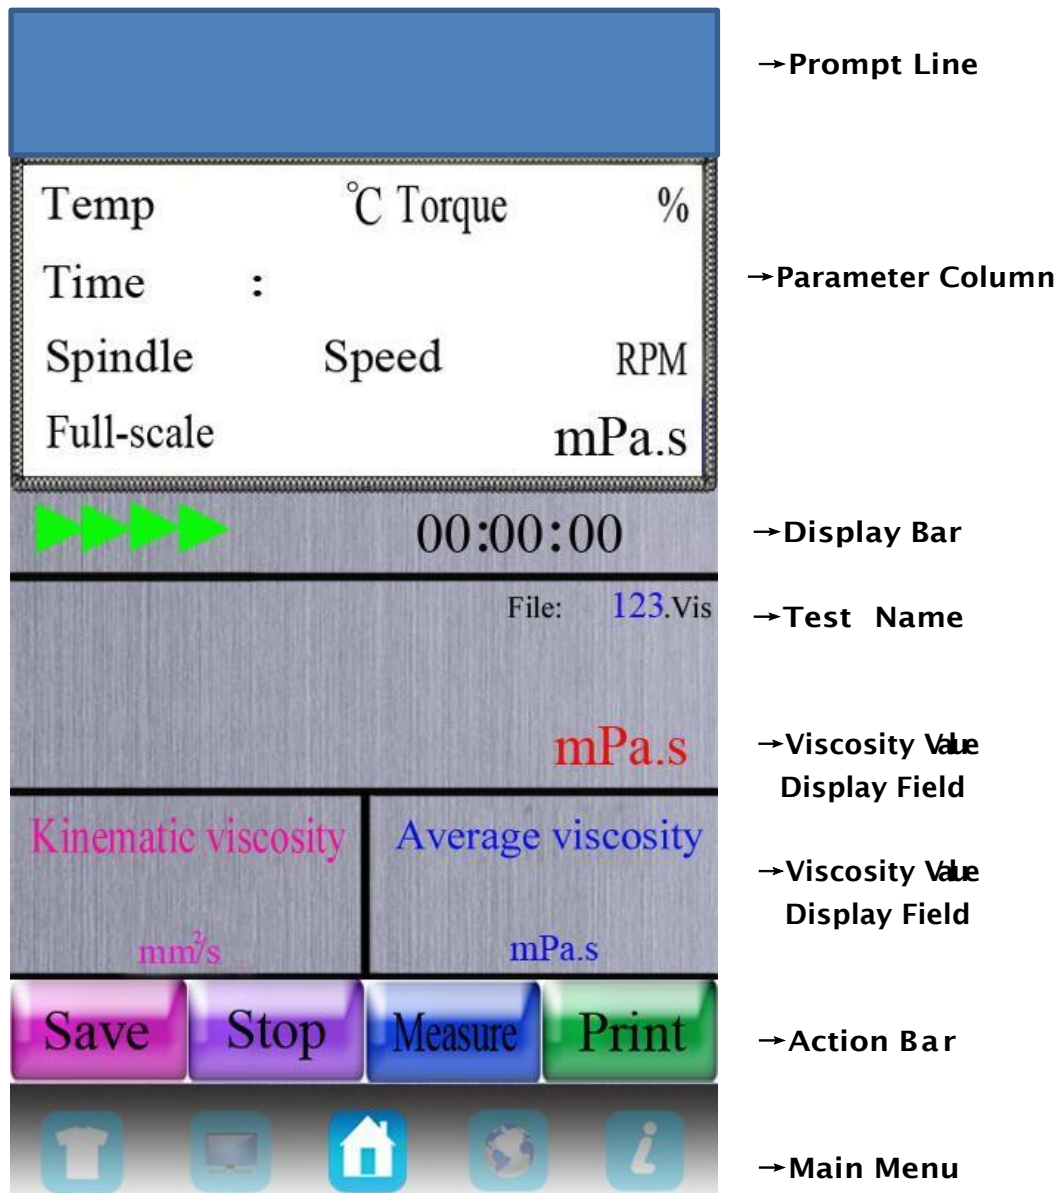 →Prompt Line
Temp ℃ Torque %
Time :
→Parameter Column
Spindle Speed RPM
Full-scale mPa.s
00:00:00
→Display Bar
File: 123.Vis
→Test Name
mPa.s
→Viscosity Value
Display Field
Kinematic viscosity
Average viscosity
→Viscosity Value
Display Field
mm²/s
mPa.s
Save Stop Measure Print
→Action Bar
i
→Main Menu